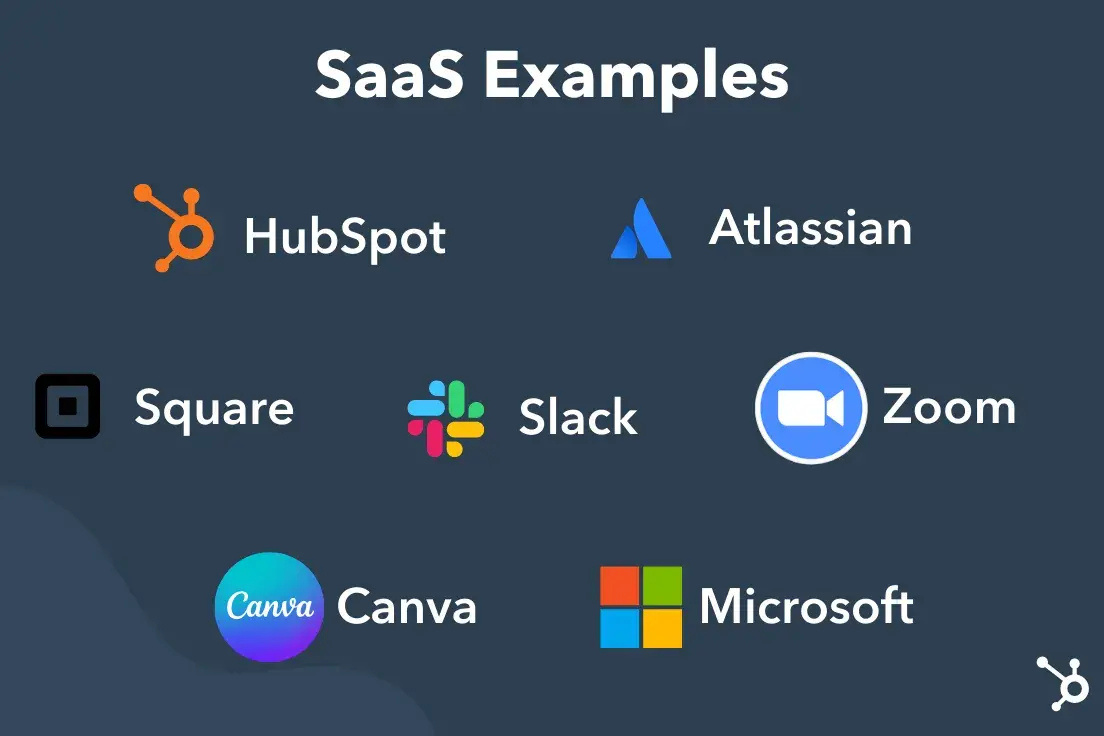 SaaS Examples
HubSpot
Atlassian
Square
Slack
Zoom
Canva
Canva
Microsoft